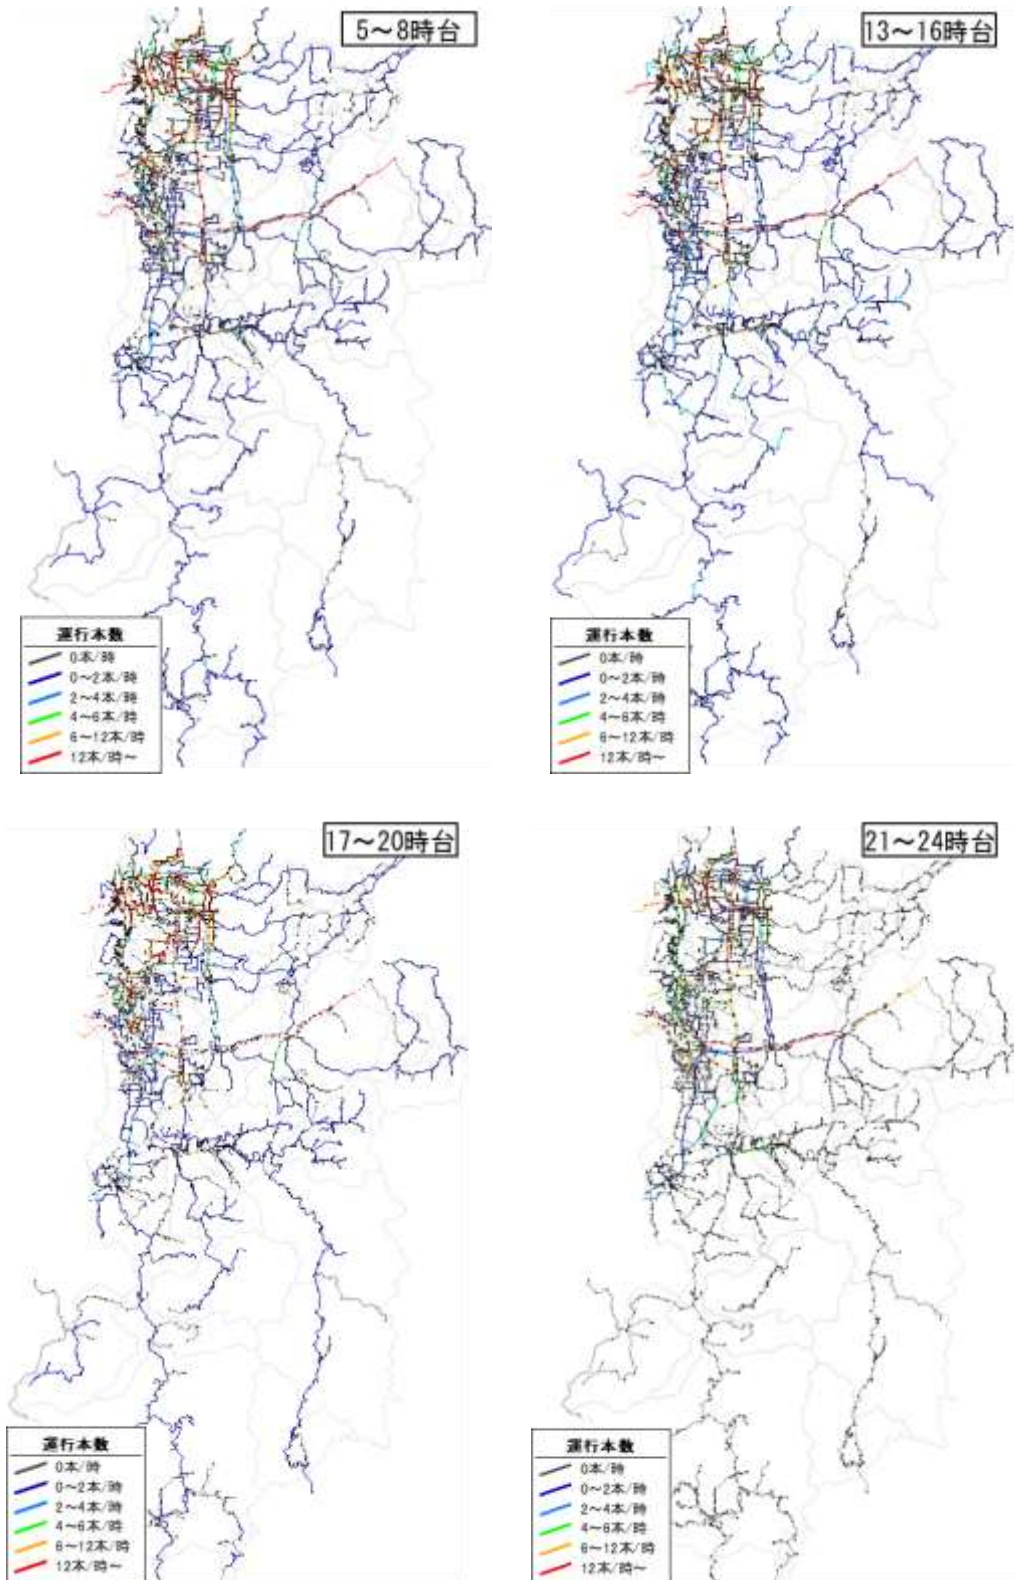 5～8時台
13～16時台
運行本数
0本/時
0～2本/時
2～4本/時
4～6本/時
6～12本/時
12本/時～
運行本数
0本/時
0～2本/時
2～4本/時
4～6本/時
6～12本/時
12本/時～
17～20時台
21～24時台
運行本数
0本/時
0～2本/時
2～4本/時
4～6本/時
6～12本/時
12本/時～
運行本数
0本/時
0～2本/時
2～4本/時
4～6本/時
6～12本/時
12本/時～